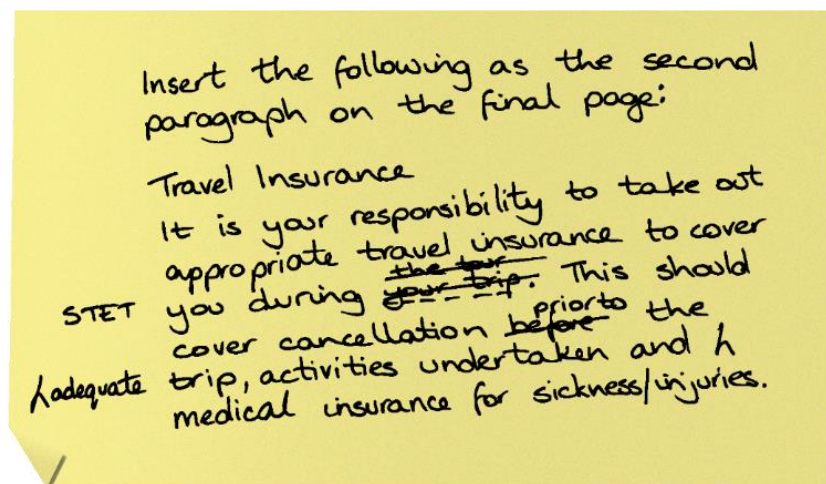 Insert the following as the second
paragraph on the final page:
Travel Insurance
It is your responsibility to take out
appropriate travel insurance to cover
the tour
STET you during your trip. This should
prior to
cover cancellation before the
λadequate trip, activities undertaken and λ
medical insurance for sickness/injuries.